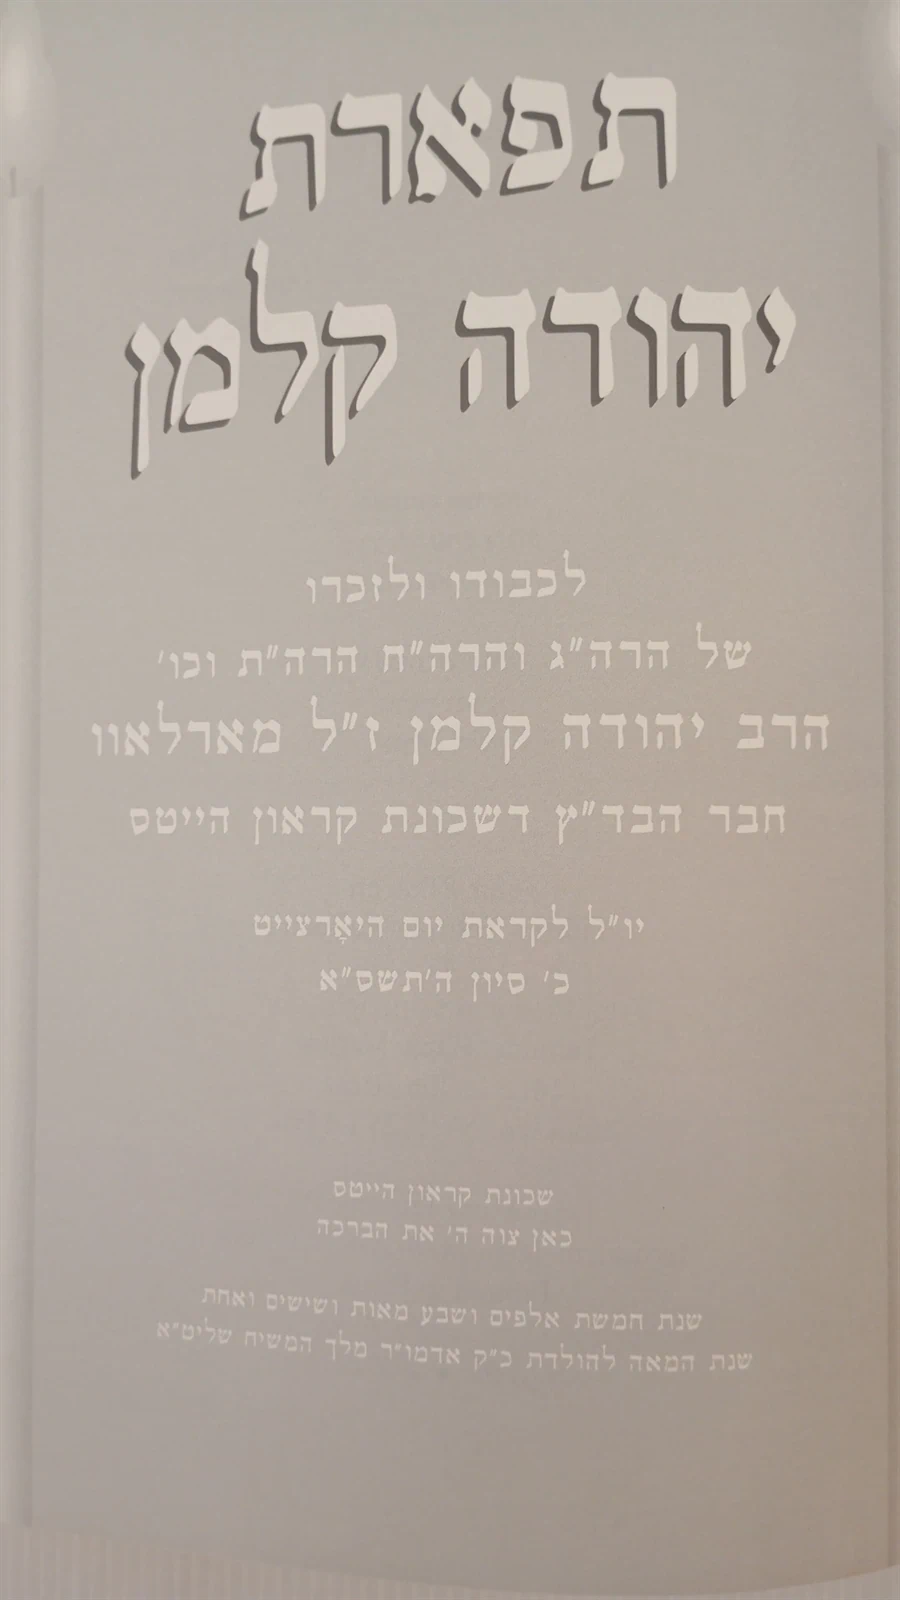 תפארת
יהודה קלמן
לכבודו ולזכרו
של הרה"ג והרה"ח הרה"ת וכו'
הרב יהודה קלמן ז"ל מארלאוו
חבר הבד"ץ דשכונת קראון הייטס
יו"ל לקראת יום היאָרצייט
כ' סיון ה'תשס"א
שכונת קראון הייטס
כאן צוה ה' את הברכה
שנת חמשת אלפים ושבע מאות וששים ואחת
שנת המאה להולדת כ"ק אדמו"ר מלך המשיח שליט"א